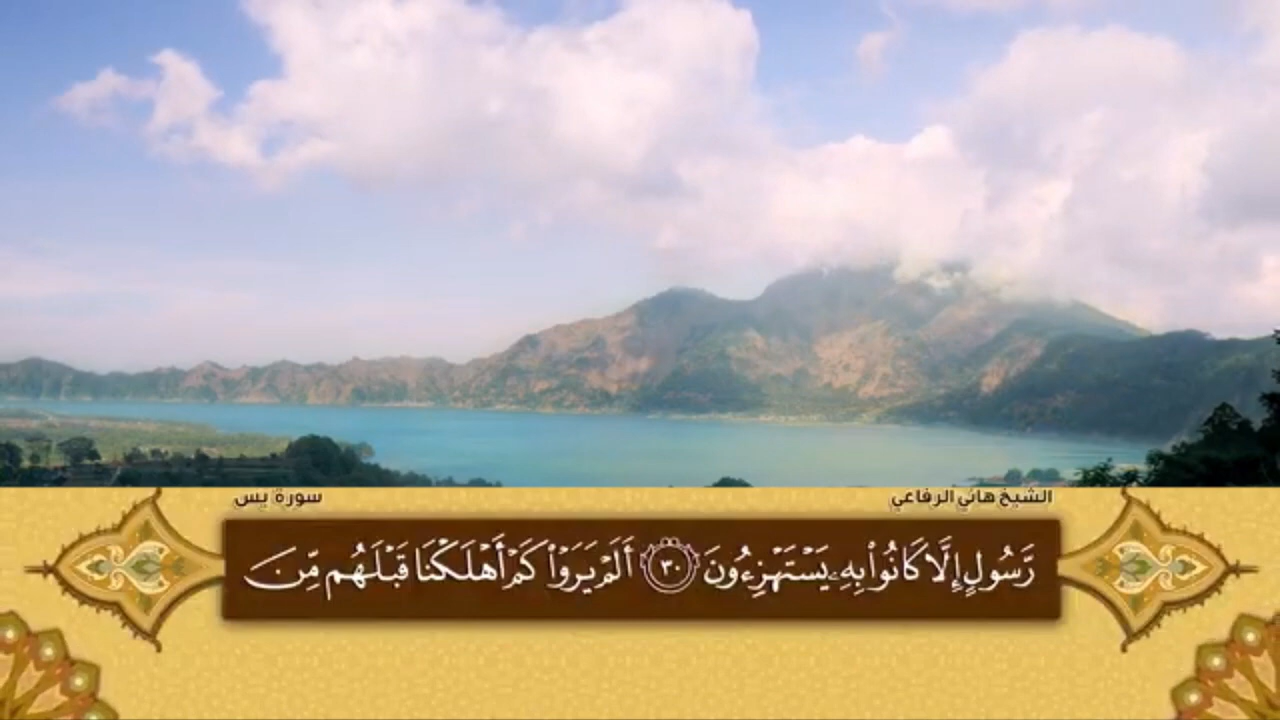 الشيخ هاني الرفاعي
سورة يس
رَّسُولٍ إِلَّا كَانُوا۟ بِهِۦ يَسْتَهْزِءُونَ ٣٠ أَلَمْ يَرَوْا۟ كَمْ أَهْلَكْنَا قَبْلَهُم مِّنَ